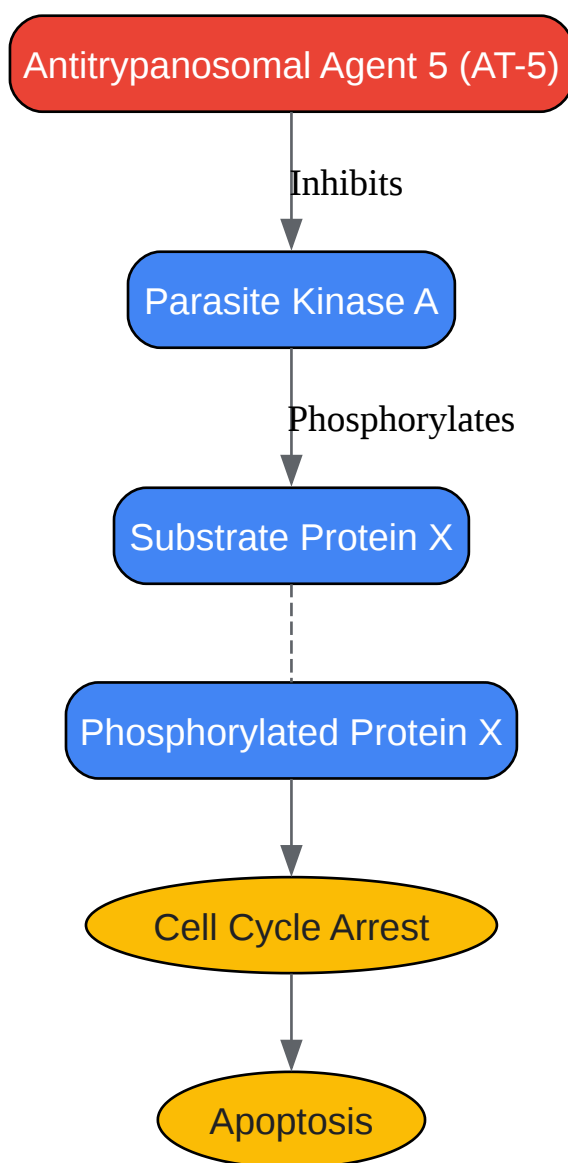 Antitrypanosomal Agent 5 (AT-5)
Inhibits
Parasite Kinase A
Phosphorylates
Substrate Protein X
Phosphorylated Protein X
Cell Cycle Arrest
Apoptosis